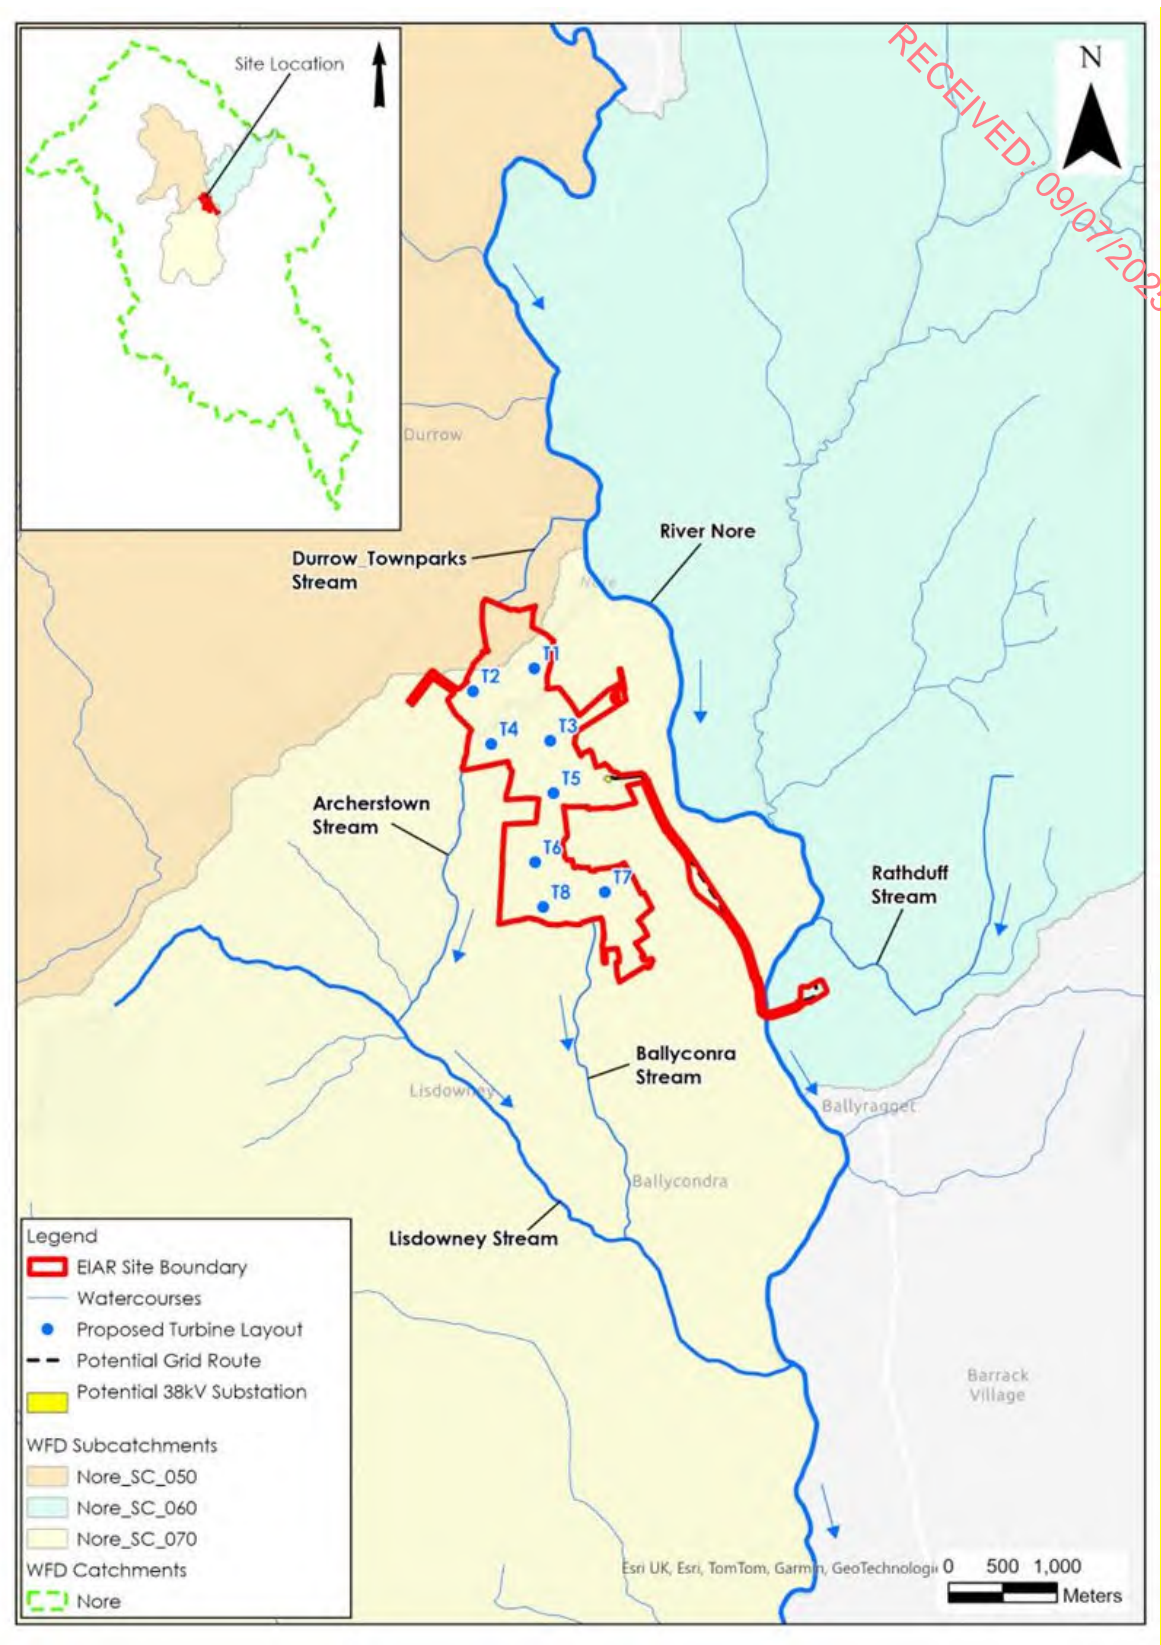 Site Location
N
RECEIVED: 09/07/2025
Durrow
River Nore
Durrow_Townparks
Stream
Nore
T1
T2
T4
T3
T5
Archerstown
Stream
T6
T7
T8
Rathduff
Stream
Ballyconra
Stream
Lisdowney
Ballyragget
Ballycondra
Lisdowney Stream
Barrack
Village
Legend
EIAR Site Boundary
Watercourses
Proposed Turbine Layout
Potential Grid Route
Potential 38kV Substation
WFD Subcatchments
Nore_SC_050
Nore_SC_060
Nore_SC_070
WFD Catchments
Nore
Esri UK, Esri, TomTom, Garmin, GeoTechnologi
0 500 1,000
Meters